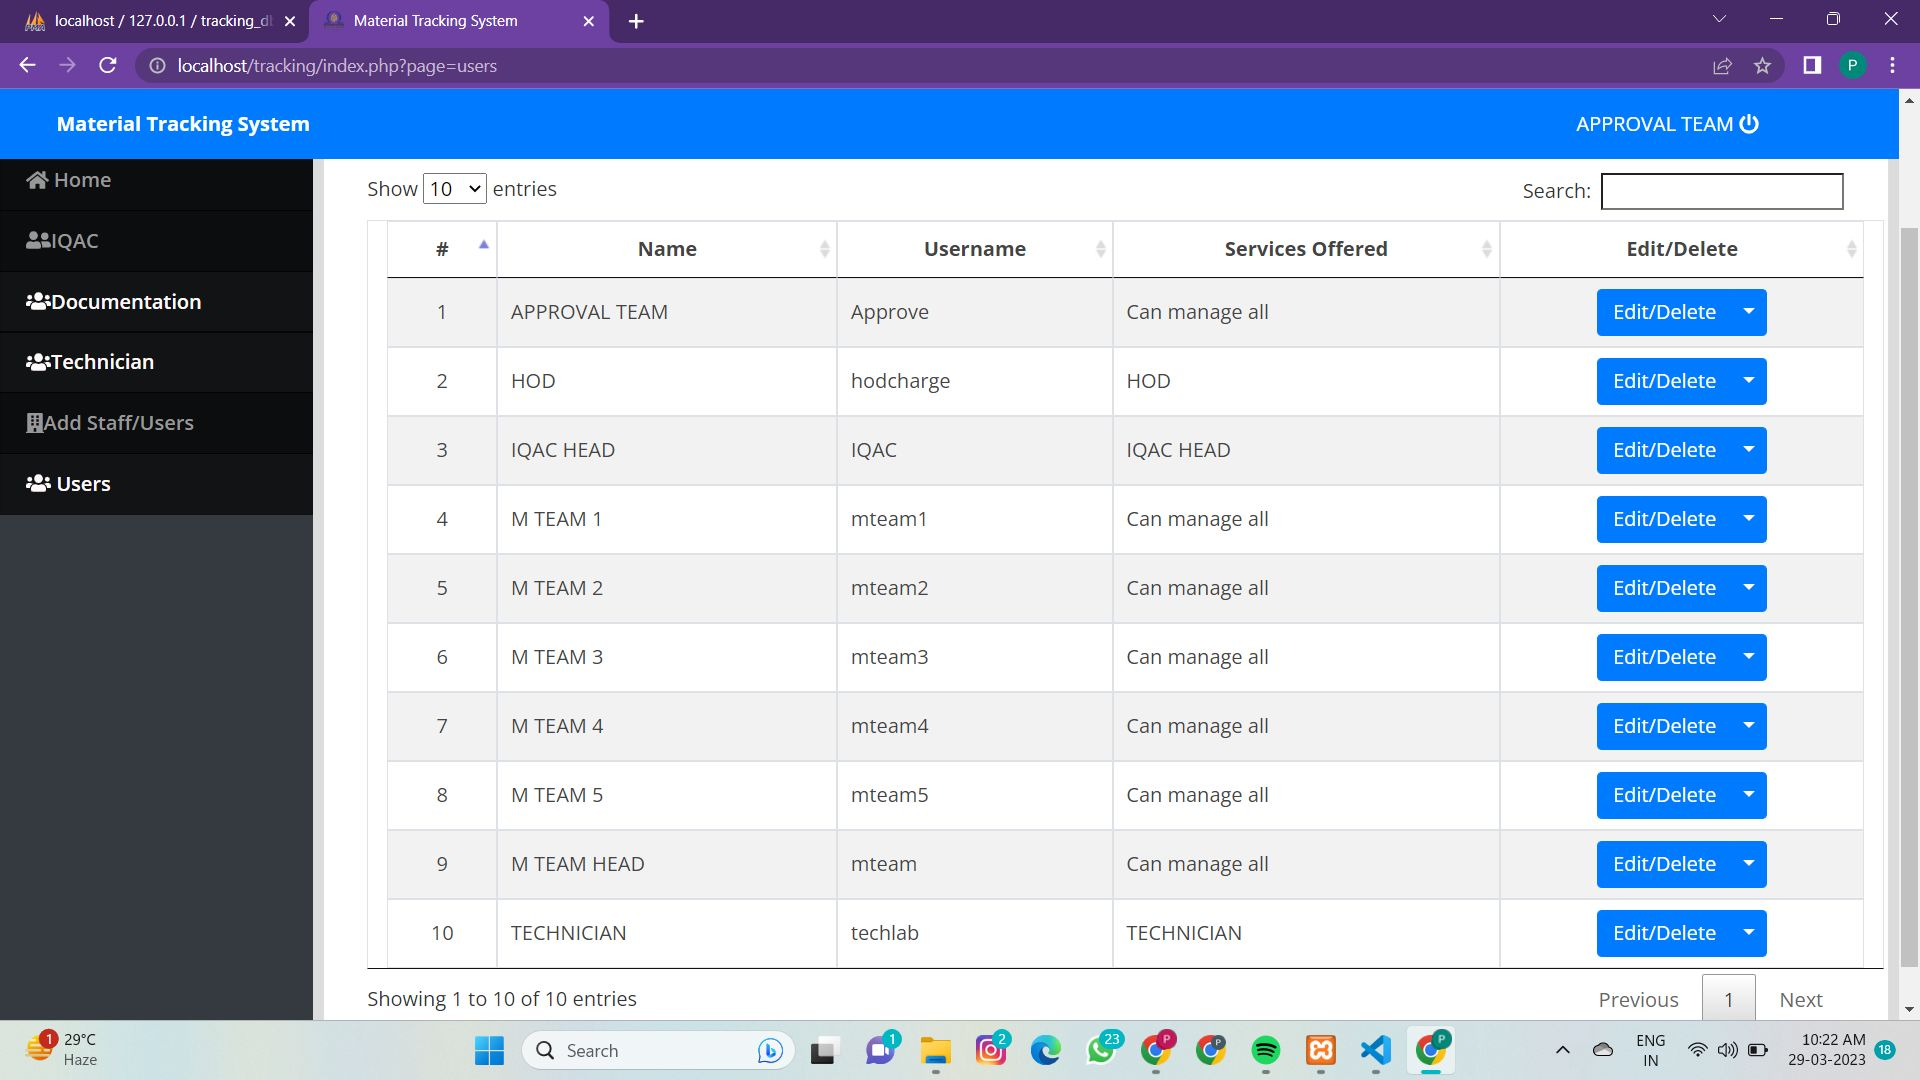 localhost / 127.0.0.1 / tracking_d
Material Tracking System
localhost/tracking/index.php?page=users
P
Material Tracking System
APPROVAL TEAM
Home
IQAC
Documentation
Technician
Add Staff/Users
Users
Show 10 entries
Search:
# Name Username Services Offered Edit/Delete
1 APPROVAL TEAM Approve Can manage all Edit/Delete
2 HOD hodcharge HOD Edit/Delete
3 IQAC HEAD IQAC IQAC HEAD Edit/Delete
4 M TEAM 1 mteam1 Can manage all Edit/Delete
5 M TEAM 2 mteam2 Can manage all Edit/Delete
6 M TEAM 3 mteam3 Can manage all Edit/Delete
7 M TEAM 4 mteam4 Can manage all Edit/Delete
8 M TEAM 5 mteam5 Can manage all Edit/Delete
9 M TEAM HEAD mteam Can manage all Edit/Delete
10 TECHNICIAN techlab TECHNICIAN Edit/Delete
Showing 1 to 10 of 10 entries
Previous 1 Next
1
29°C
Haze
Search
1
2
23
P
P
P
ENG
IN
10:22 AM
29-03-2023
18